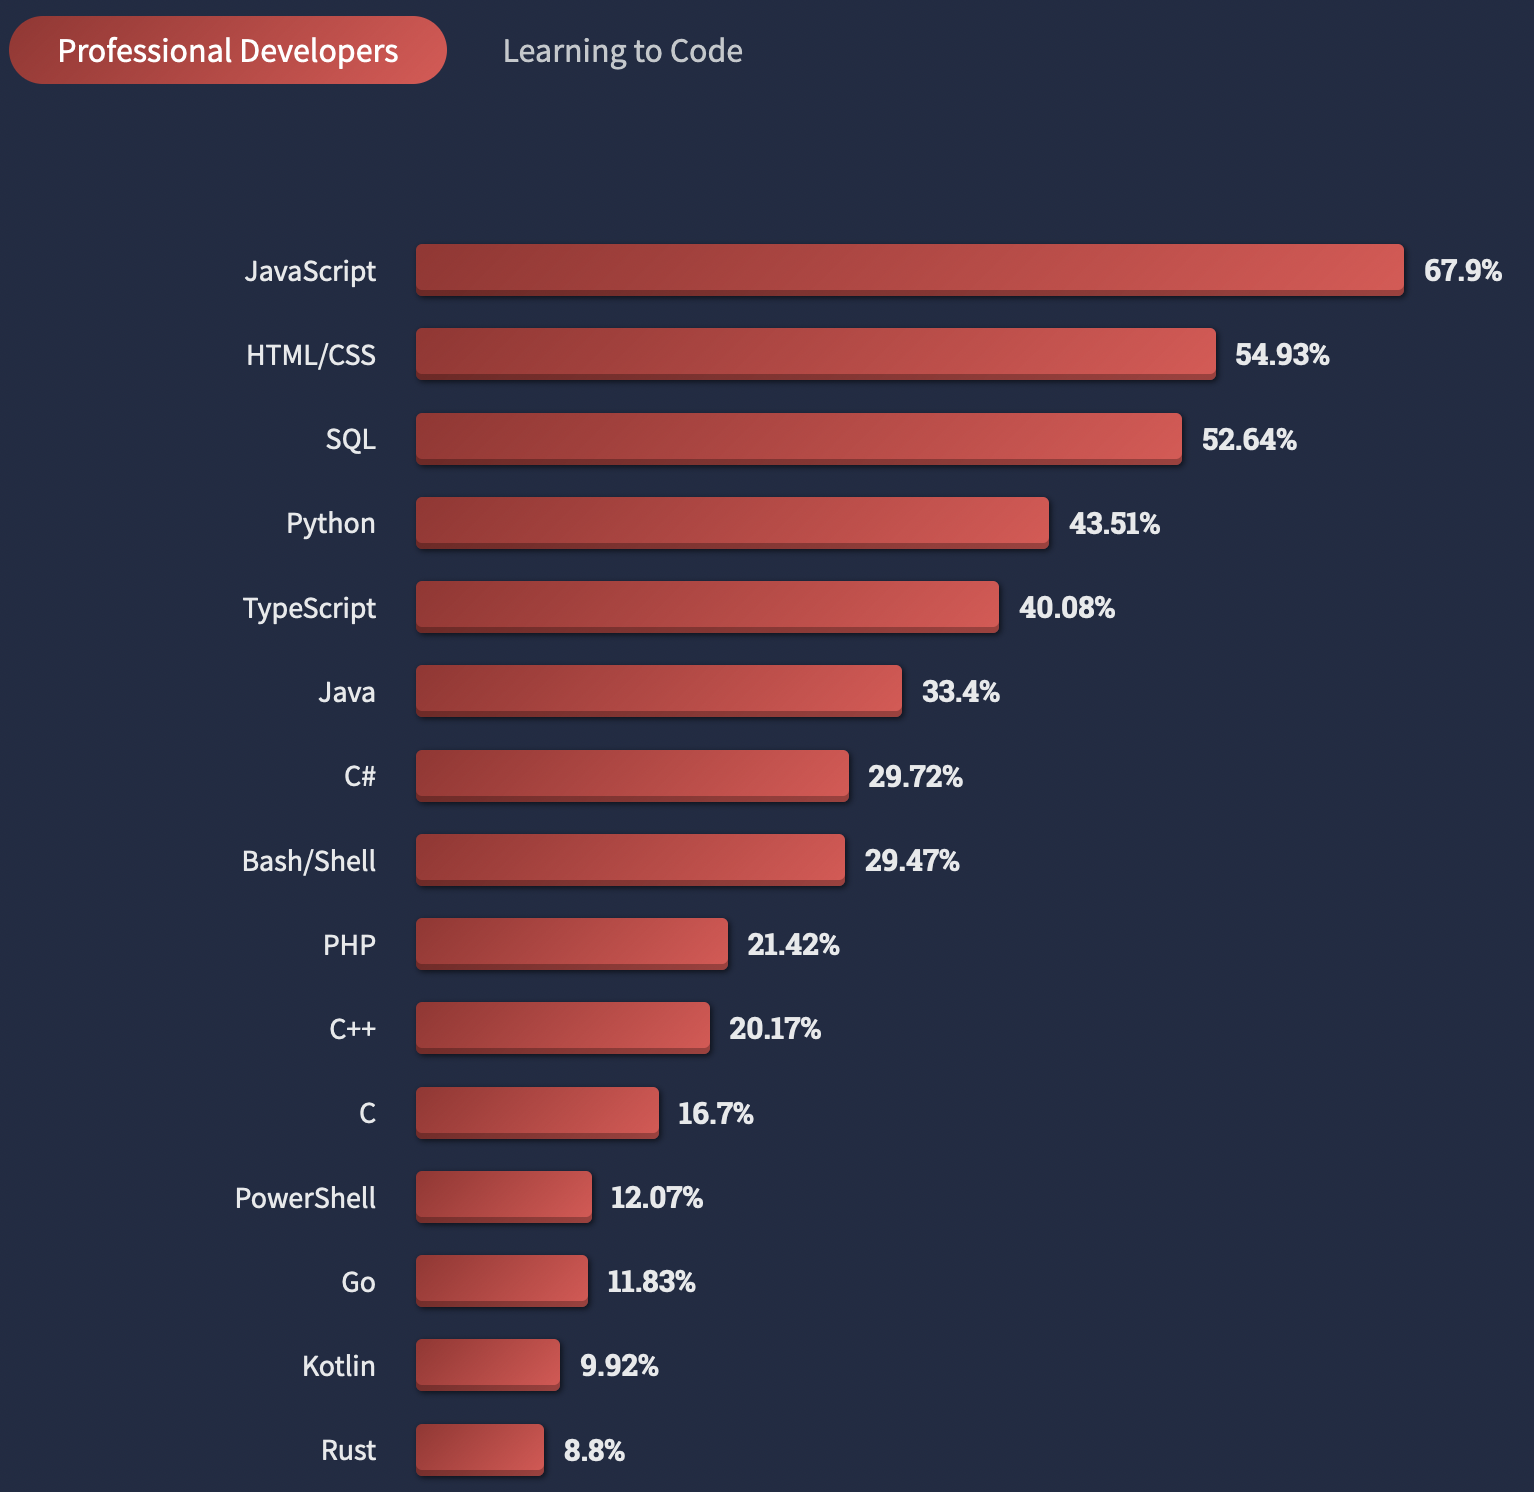 Professional Developers
Learning to Code
JavaScript 67.9%
HTML/CSS 54.93%
SQL 52.64%
Python 43.51%
TypeScript 40.08%
Java 33.4%
C# 29.72%
Bash/Shell 29.47%
PHP 21.42%
C++ 20.17%
C 16.7%
PowerShell 12.07%
Go 11.83%
Kotlin 9.92%
Rust 8.8%